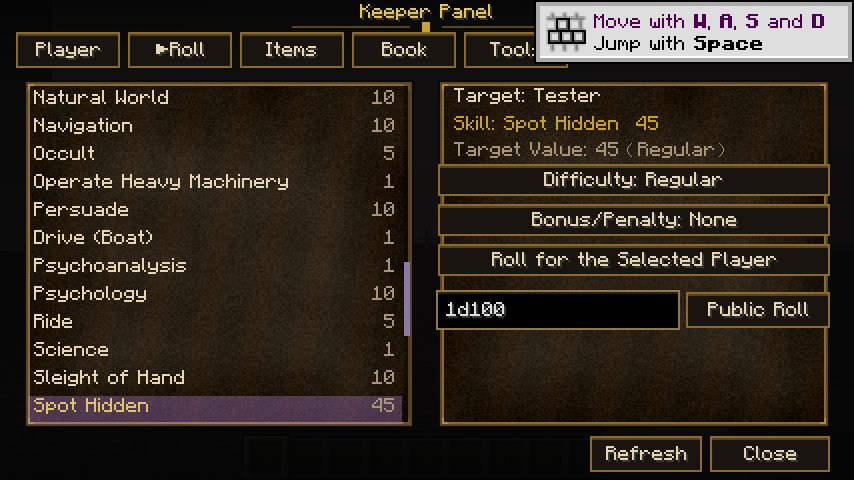 Keeper Panel
Move with W, A, S and D
Jump with Space
Player
▶Roll
Items
Book
Natural World 10
Navigation 10
Occult 5
Operate Heavy Machinery 1
Persuade 10
Drive (Boat) 1
Psychoanalysis 1
Psychology 10
Ride 5
Science 1
Sleight of Hand 10
Spot Hidden 45
Target: Tester
Skill: Spot Hidden 45
Target Value: 45 (Regular)
Difficulty: Regular
Bonus/Penalty: None
Roll for the Selected Player
1d100
Public Roll
Refresh
Close